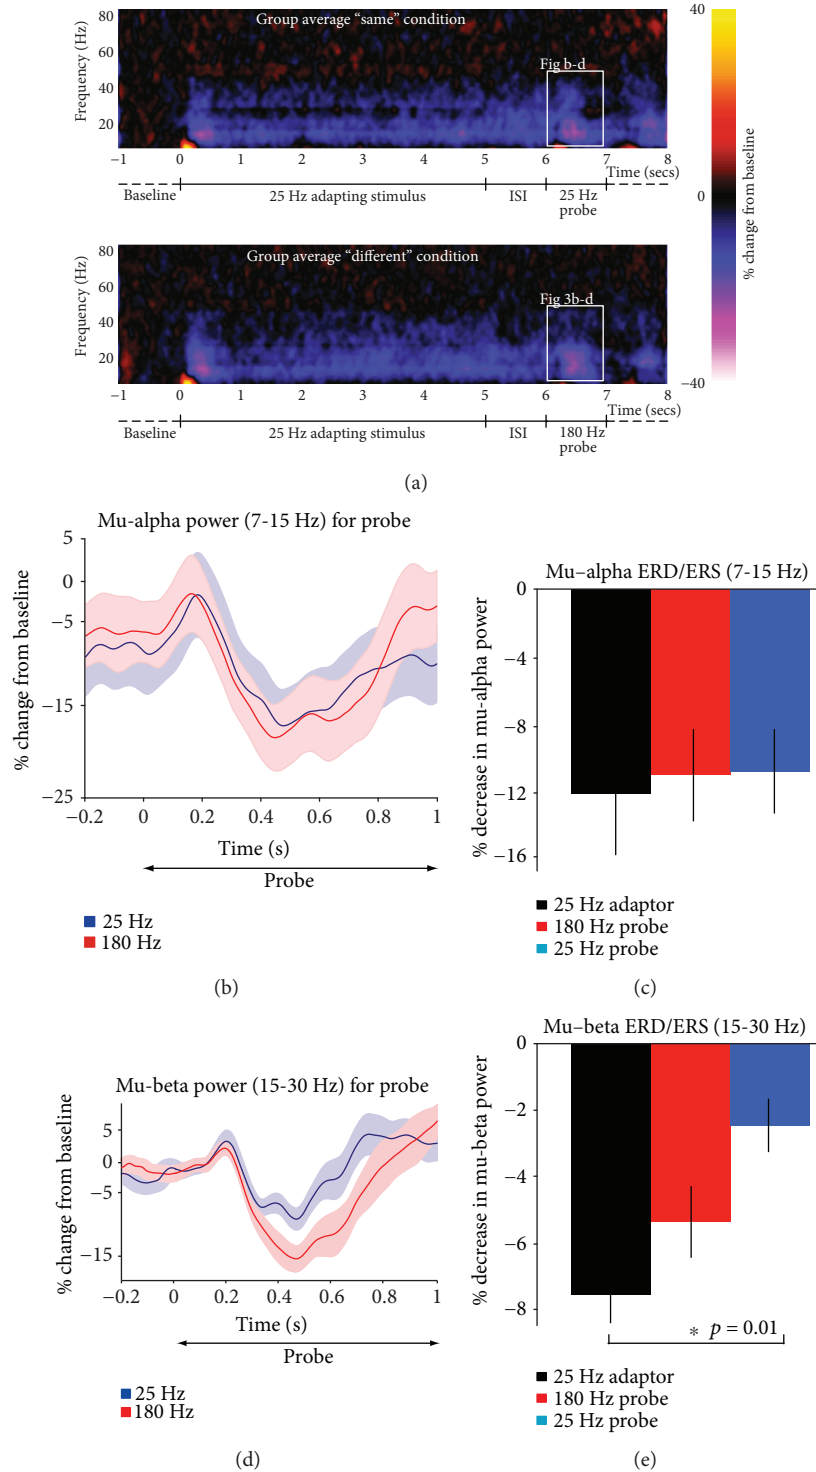 Group average “same” condition
Fig b-d
Frequency (Hz)
80
60
40
20
−1 0 1 2 3 4 5 6 7 8
Time (secs)
Baseline 25 Hz adapting stimulus ISI 25 Hz
probe
Group average “different” condition
Fig 3b-d
Frequency (Hz)
80
60
40
20
−1 0 1 2 3 4 5 6 7 8
Time (secs)
Baseline 25 Hz adapting stimulus ISI 180 Hz
probe
40
0
−40
% change from baseline
(a)
Mu-alpha power (7-15 Hz) for probe
% change from baseline
5
0
−5
−15
−25
−0.2 0 0.2 0.4 0.6 0.8 1
Time (s)
Probe
25 Hz
180 Hz
(b)
Mu–alpha ERD/ERS (7-15 Hz)
% decrease in mu-alpha power
0
−4
−8
−12
−16
25 Hz adaptor
180 Hz probe
25 Hz probe
(c)
Mu-beta power (15-30 Hz) for probe
% change from baseline
5
0
−5
−15
−0.2 0 0.2 0.4 0.6 0.8 1
Time (s)
Probe
25 Hz
180 Hz
(d)
Mu–beta ERD/ERS (15-30 Hz)
% decrease in mu-beta power
0
−2
−4
−6
−8
* p = 0.01
25 Hz adaptor
180 Hz probe
25 Hz probe
(e)